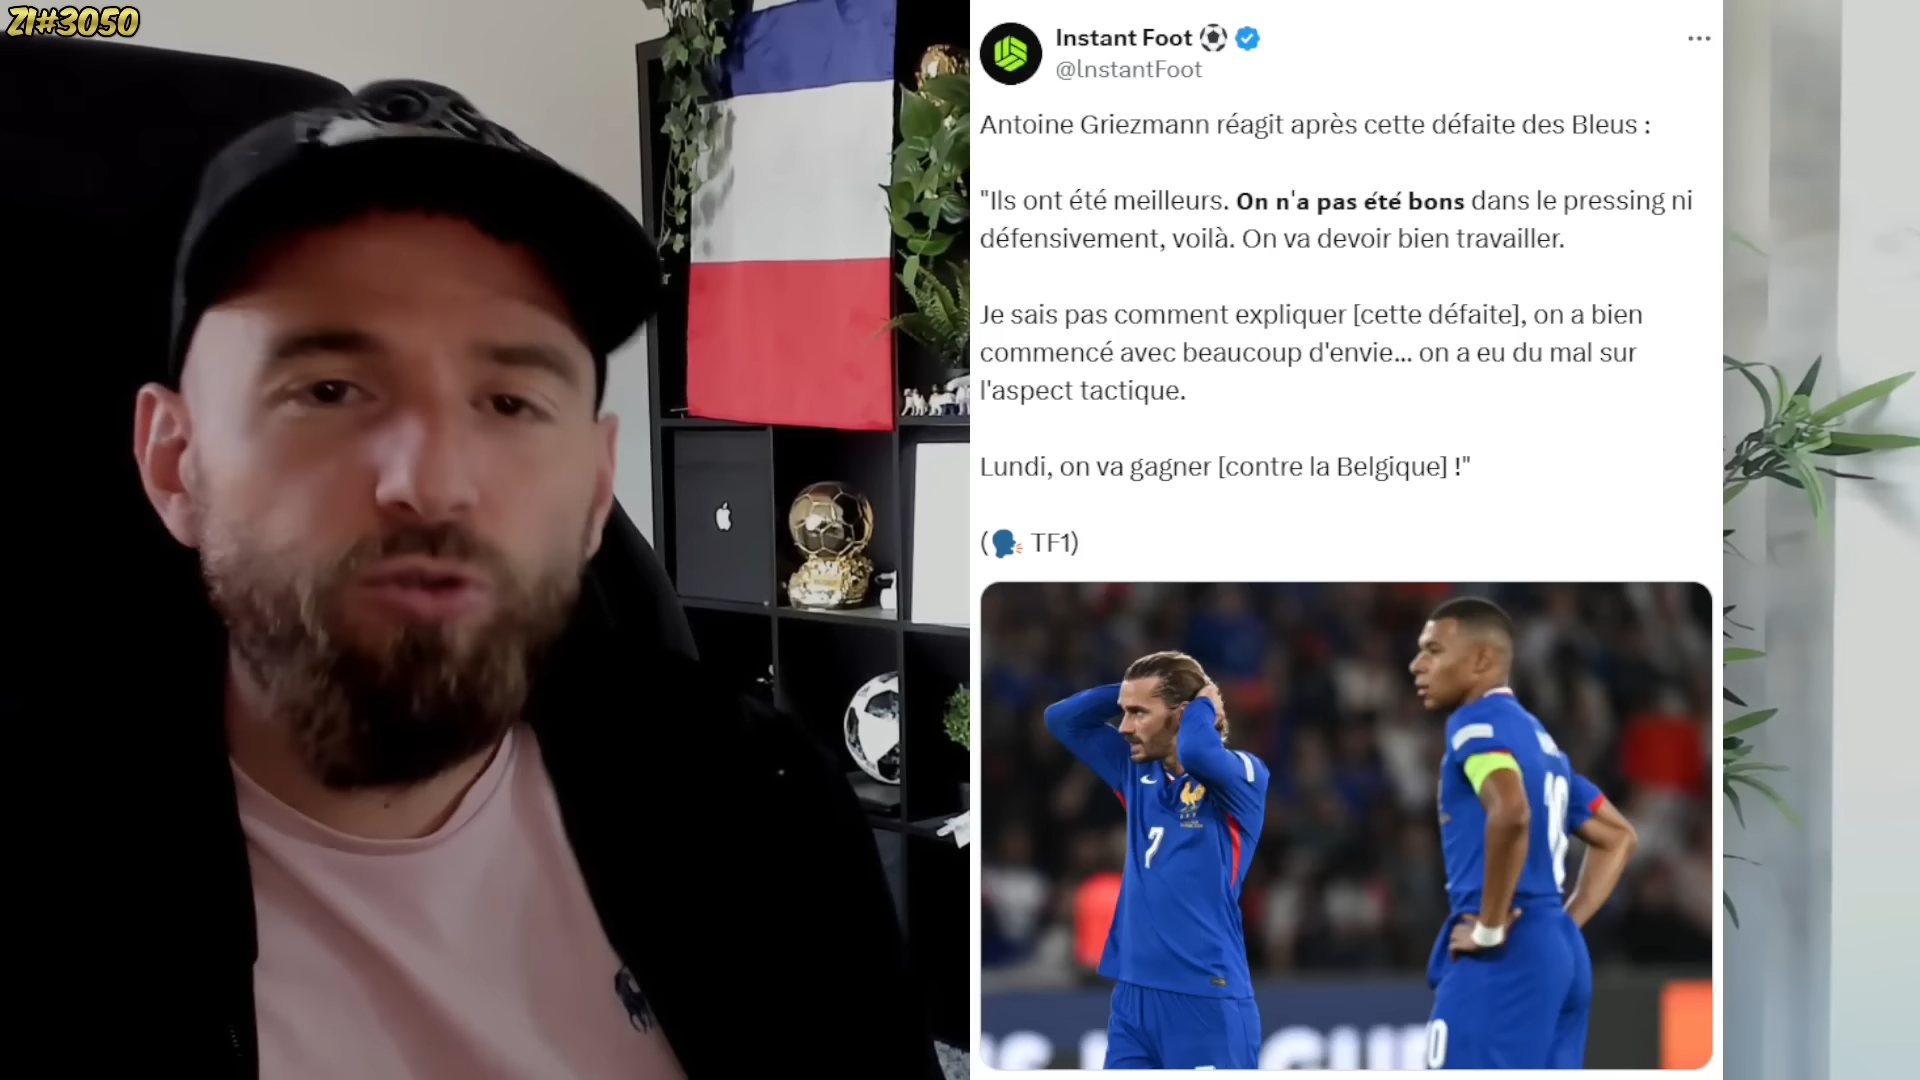 ZI#3050
Instant Foot
@lnstantFoot
Antoine Griezmann réagit après cette défaite des Bleus :
"Ils ont été meilleurs. On n'a pas été bons dans le pressing ni
défensivement, voilà. On va devoir bien travailler.
Je sais pas comment expliquer [cette défaite], on a bien
commencé avec beaucoup d'envie... on a eu du mal sur
l'aspect tactique.
Lundi, on va gagner [contre la Belgique] !"
( TF1)
7
10